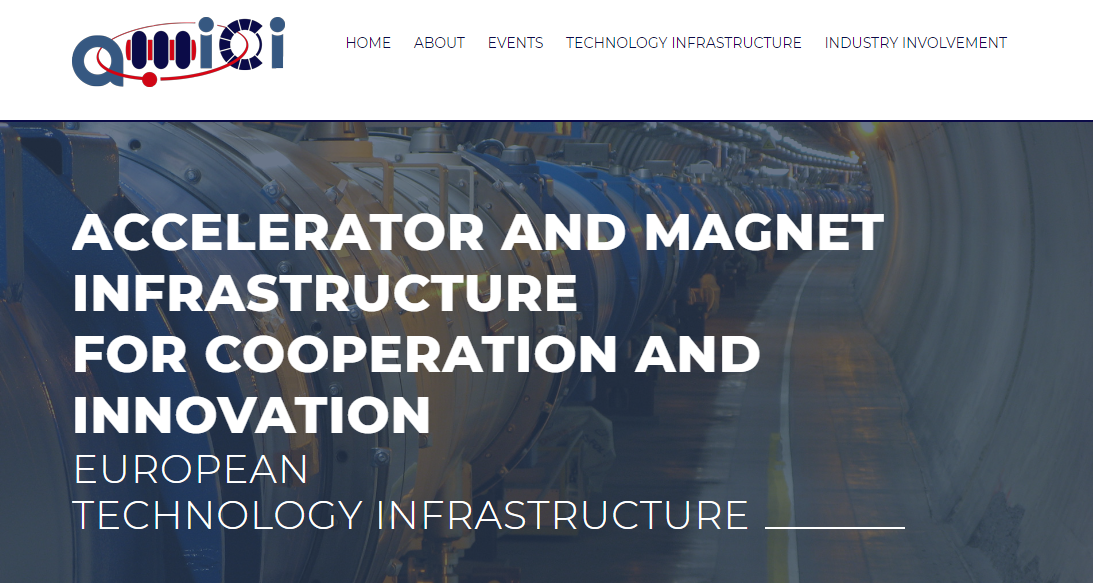 amici
HOME ABOUT EVENTS TECHNOLOGY INFRASTRUCTURE INDUSTRY INVOLVEMENT
ACCELERATOR AND MAGNET
INFRASTRUCTURE
FOR COOPERATION AND
INNOVATION
EUROPEAN
TECHNOLOGY INFRASTRUCTURE